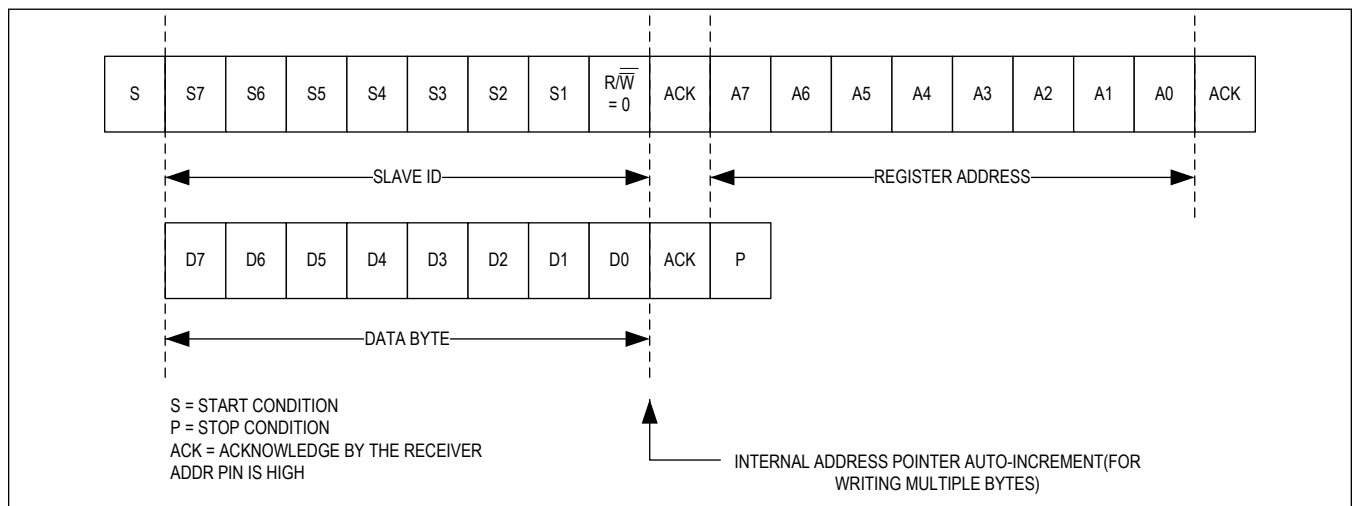 S S7 S6 S5 S4 S3 S2 S1 R/W̅ = 0 ACK A7 A6 A5 A4 A3 A2 A1 A0 ACK
SLAVE ID REGISTER ADDRESS
D7 D6 D5 D4 D3 D2 D1 D0 ACK P
DATA BYTE
S = START CONDITION
P = STOP CONDITION
ACK = ACKNOWLEDGE BY THE RECEIVER
ADDR PIN IS HIGH
INTERNAL ADDRESS POINTER AUTO-INCREMENT(FOR
WRITING MULTIPLE BYTES)